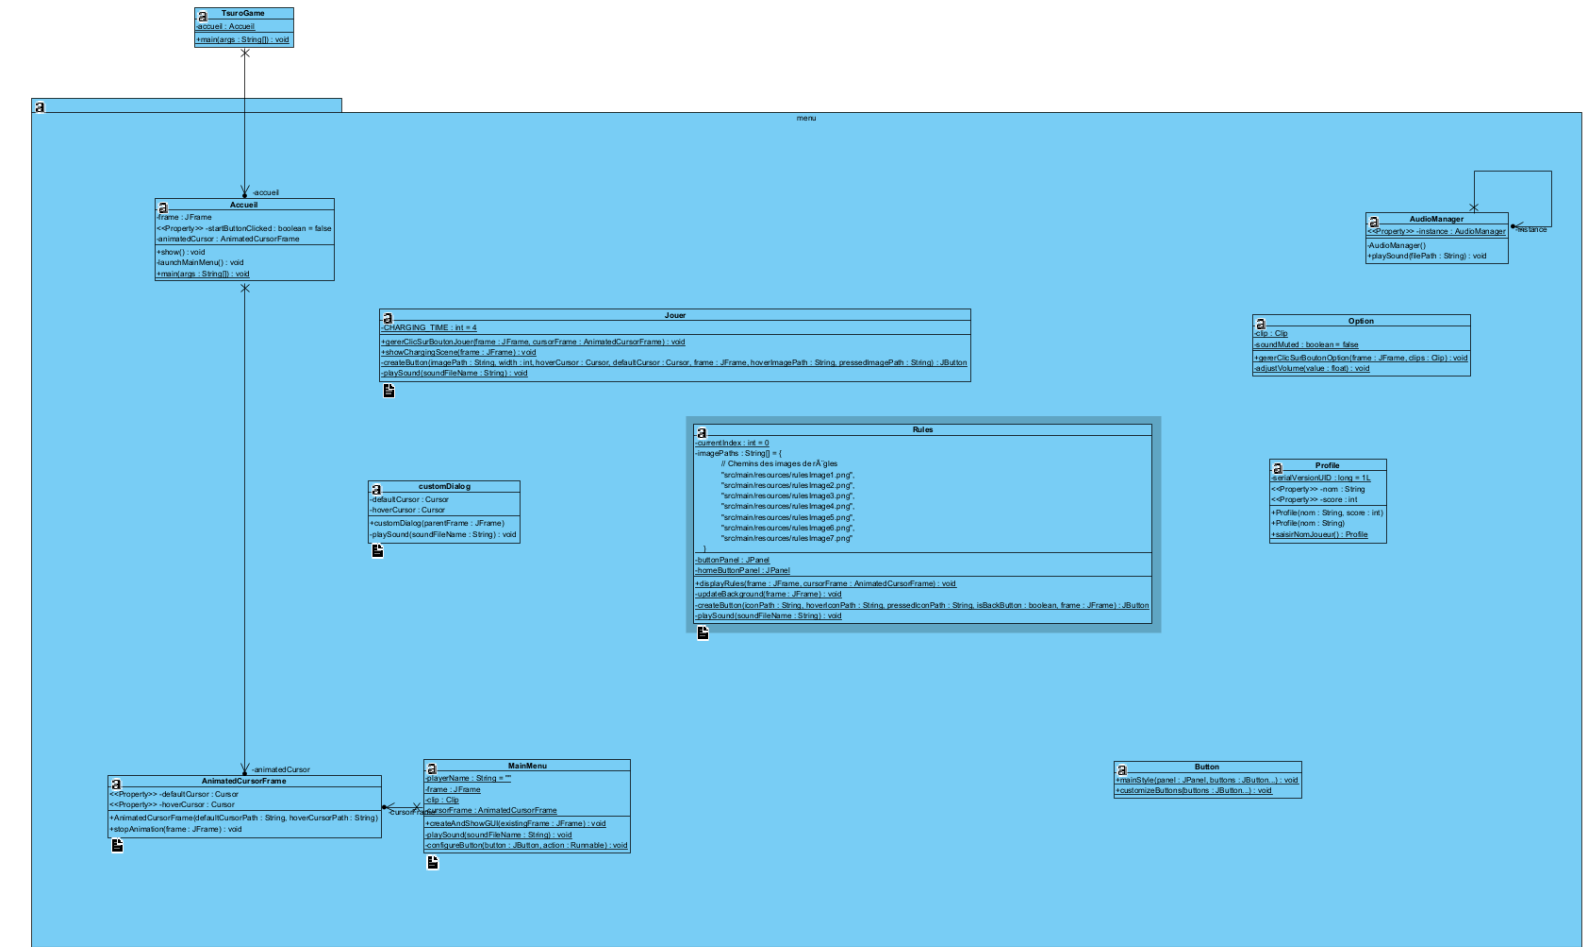 TsuroGame
-accueil : Accueil
+main(args : String[]) : void
menu
-accueil
Accueil
-frame : JFrame
<<Property>> -startButtonClicked : boolean = false
-animatedCursor : AnimatedCursorFrame
+show() : void
-launchMainMenu() : void
+main(args : String[]) : void
AudioManager
<<Property>> -instance : AudioManager
-AudioManager()
+playSound(filePath : String) : void
-instance
Jouer
-CHARGING_TIME : int = 4
+gererClicSurBoutonJouer(frame : JFrame, cursorFrame : AnimatedCursorFrame) : void
+showChargingScene(frame : JFrame) : void
-createButton(imagePath : String, width : int, hoverCursor : Cursor, defaultCursor : Cursor, frame : JFrame, hoverImagePath : String, pressedImagePath : String) : JButton
-playSound(soundFileName : String) : void
Option
-clip : Clip
-soundMuted : boolean = false
+gererClicSurBoutonOption(frame : JFrame, clips : Clip) : void
-adjustVolume(value : float) : void
Rules
-currentIndex : int = 0
-imagePaths : String[] = {
// Chemins des images de rÃ¨gles
"src/main/resources/rulesImage1.png",
"src/main/resources/rulesImage2.png",
"src/main/resources/rulesImage3.png",
"src/main/resources/rulesImage4.png",
"src/main/resources/rulesImage5.png",
"src/main/resources/rulesImage6.png",
"src/main/resources/rulesImage7.png"
}
-buttonPanel : JPanel
-homeButtonPanel : JPanel
+displayRules(frame : JFrame, cursorFrame : AnimatedCursorFrame) : void
-updateBackground(frame : JFrame) : void
-createButton(iconPath : String, hoverIconPath : String, pressedIconPath : String, isBackButton : boolean, frame : JFrame) : JButton
-playSound(soundFileName : String) : void
customDialog
-defaultCursor : Cursor
-hoverCursor : Cursor
+customDialog(parentFrame : JFrame)
-playSound(soundFileName : String) : void
Profile
-serialVersionUID : long = 1L
<<Property>> -nom : String
<<Property>> -score : int
+Profile(nom : String, score : int)
+Profile(nom : String)
+saisirNomJoueur() : Profile
-animatedCursor
AnimatedCursorFrame
<<Property>> -defaultCursor : Cursor
<<Property>> -hoverCursor : Cursor
+AnimatedCursorFrame(defaultCursorPath : String, hoverCursorPath : String)
+stopAnimation(frame : JFrame) : void
-cursorFrame
MainMenu
-playerName : String = ""
-frame : JFrame
-clip : Clip
-cursorFrame : AnimatedCursorFrame
+createAndShowGUI(existingFrame : JFrame) : void
-playSound(soundFileName : String) : void
-configureButton(button : JButton, action : Runnable) : void
Button
+mainStyle(panel : JPanel, buttons : JButton...) : void
+customizeButtons(buttons : JButton...) : void